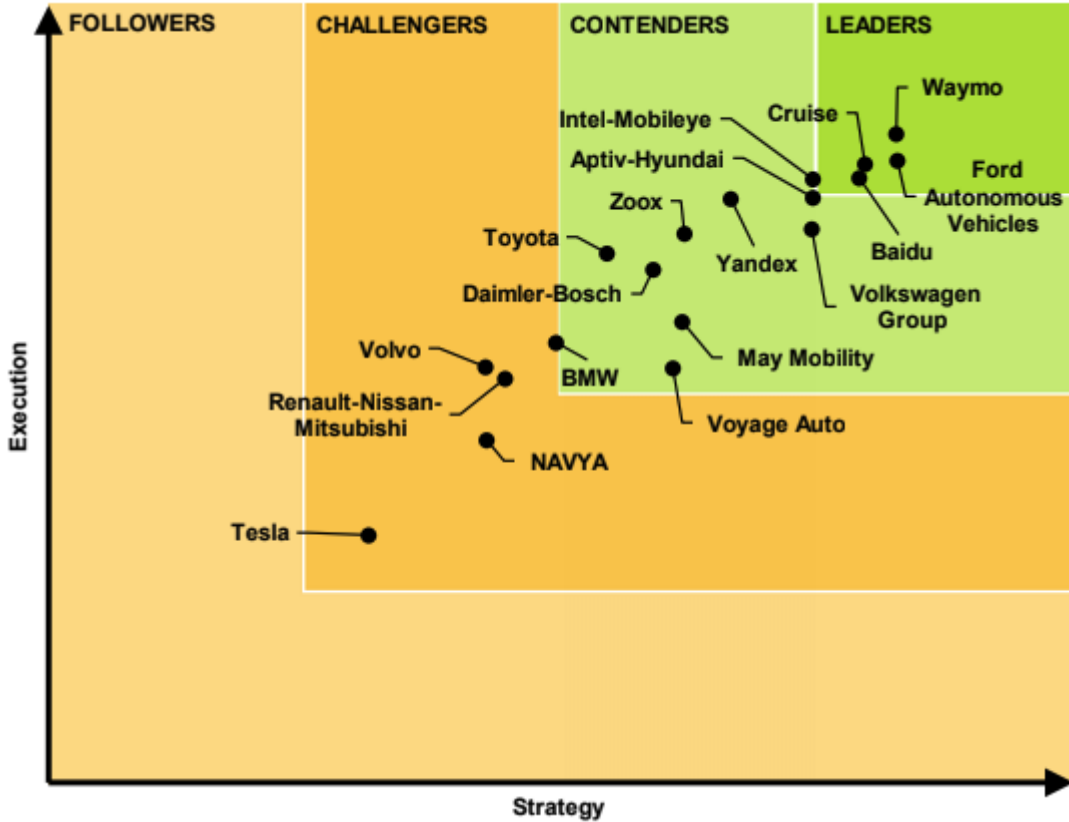 FOLLOWERS
CHALLENGERS
CONTENDERS
LEADERS
Waymo
Cruise
Intel-Mobileye
Aptiv-Hyundai
Ford
Autonomous
Vehicles
Zoox
Toyota
Yandex
Baidu
Daimler-Bosch
Volkswagen
Group
Volvo
May Mobility
BMW
Renault-Nissan-
Mitsubishi
Voyage Auto
NAVYA
Tesla
Execution
Strategy